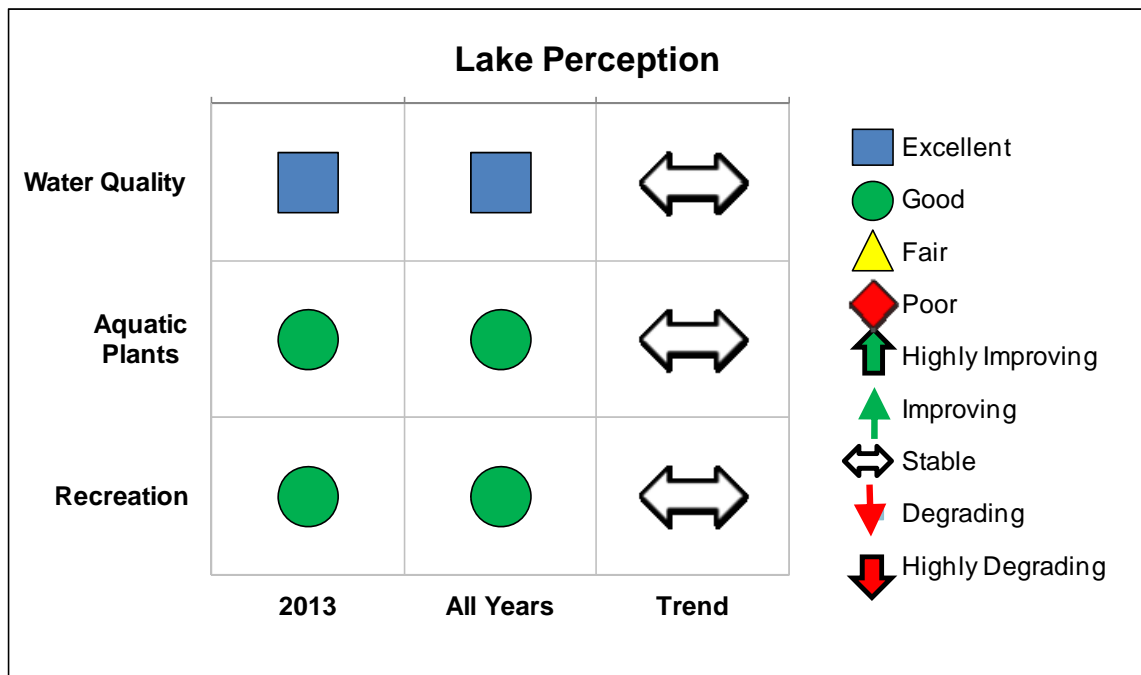 Lake Perception
Water Quality
Aquatic
Plants
Recreation
2013
All Years
Trend
Excellent
Good
Fair
Poor
Highly Improving
Improving
Stable
Degrading
Highly Degrading